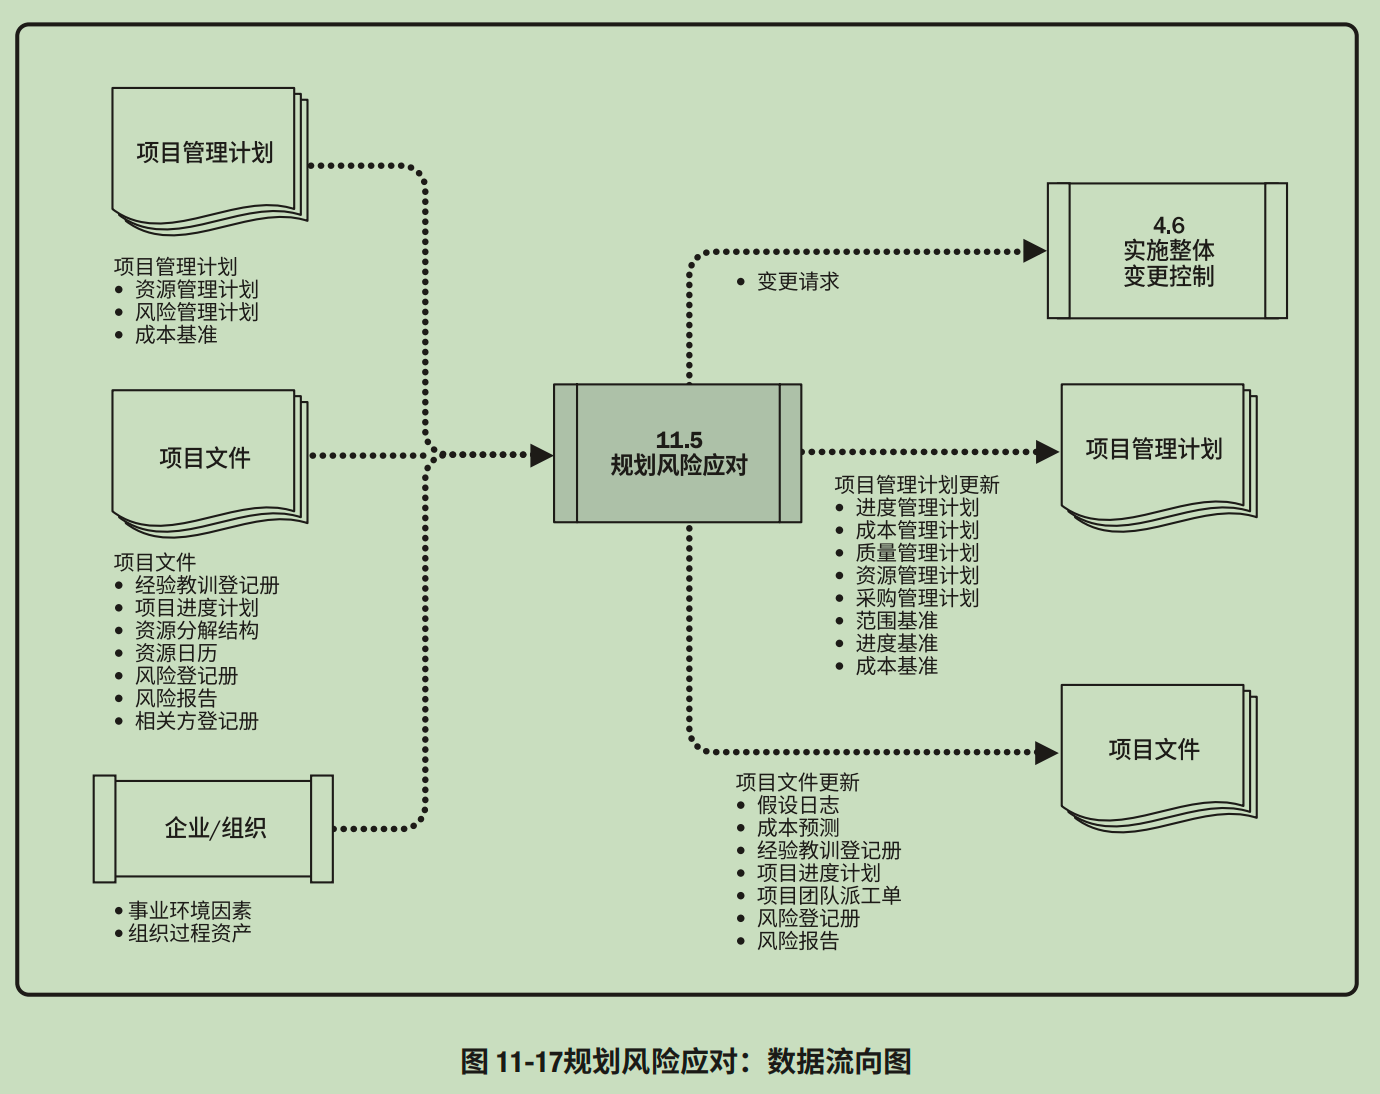 项目管理计划
项目管理计划
● 资源管理计划
● 风险管理计划
● 成本基准
项目文件
项目文件
● 经验教训登记册
● 项目进度计划
● 资源分解结构
● 资源日历
● 风险登记册
● 风险报告
● 相关方登记册
企业/组织
● 事业环境因素
● 组织过程资产
11.5
规划风险应对
● 变更请求
4.6
实施整体
变更控制
项目管理计划
项目管理计划更新
● 进度管理计划
● 成本管理计划
● 质量管理计划
● 资源管理计划
● 采购管理计划
● 范围基准
● 进度基准
● 成本基准
项目文件
项目文件更新
● 假设日志
● 成本预测
● 经验教训登记册
● 项目进度计划
● 项目团队派工单
● 风险登记册
● 风险报告
图 11-17规划风险应对：数据流向图